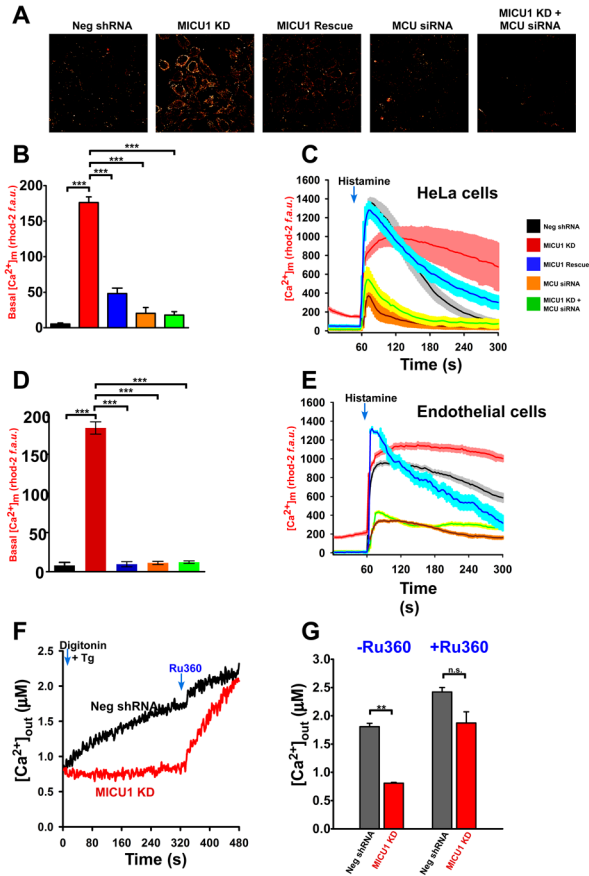 A
Neg shRNA
MICU1 KD
MICU1 Rescue
MCU siRNA
MICU1 KD +
MCU siRNA
B
Basal [Ca2+]m (rhod-2 f.a.u.)
200
150
100
50
0
***
***
***
***
C
Histamine
HeLa cells
[Ca2+]m (rhod-2 f.a.u.)
1400
1200
1000
800
600
400
200
0
60
120
180
240
300
Time (s)
Neg shRNA
MICU1 KD
MICU1 Rescue
MCU siRNA
MICU1 KD +
MCU siRNA
D
Basal [Ca2+]m (rhod-2 f.a.u.)
200
150
100
50
0
***
***
***
***
E
Histamine
Endothelial cells
[Ca2+]m (rhod-2 f.a.u.)
1600
1400
1200
1000
800
600
400
200
0
0
60
120
180
240
300
Time
(s)
F
Digitonin
+ Tg
Ru360
Neg shRNA
MICU1 KD
[Ca2+]out (µM)
2.5
2.0
1.5
1.0
0.5
0.0
0
80
160
240
320
400
480
Time (s)
G
-Ru360
+Ru360
**
n.s.
[Ca2+]out (µM)
3.0
2.5
2.0
1.5
1.0
0.5
0.0
Neg shRNA
MICU1 KD
Neg shRNA
MICU1 KD